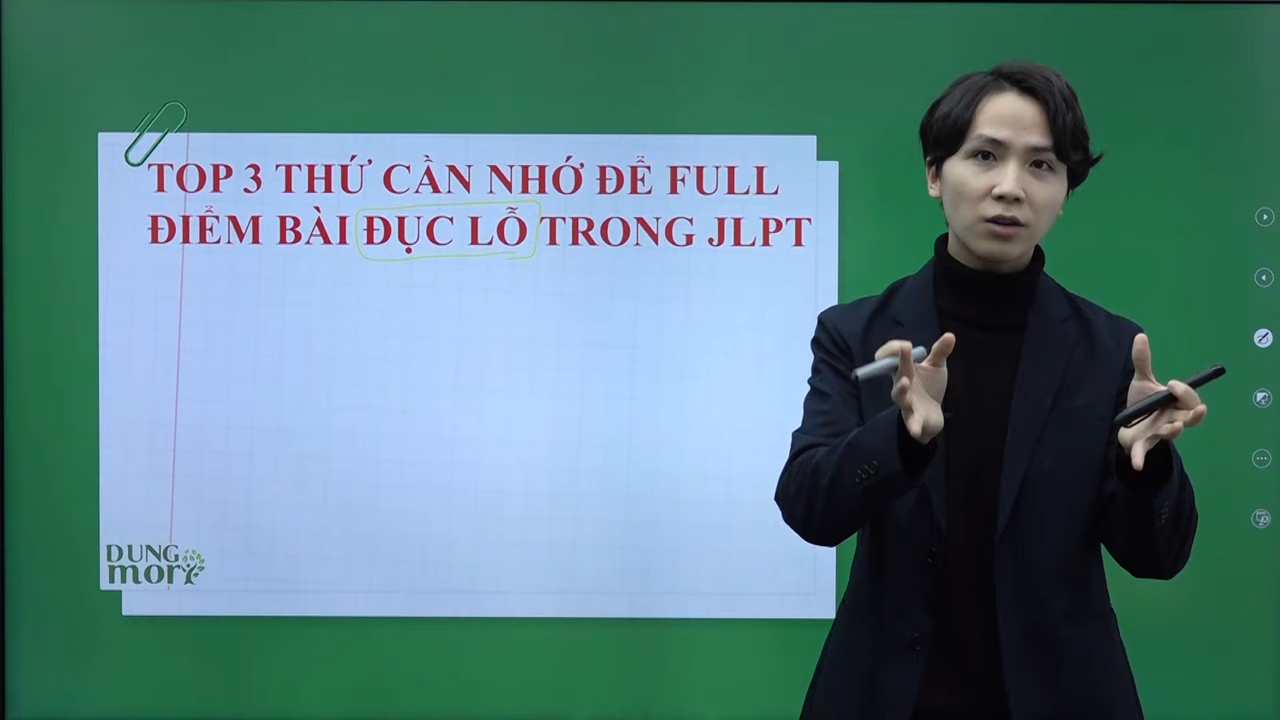 TOP 3 THỨ CẦN NHỚ ĐỂ FULL
ĐIỂM BÀI ĐỤC LỖ TRONG JLPT
DUNG
mori